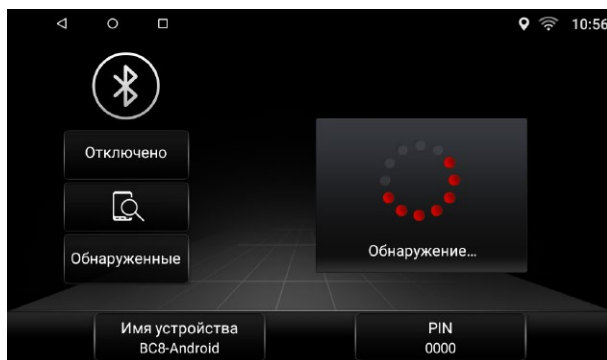 10:56
Отключено
Обнаруженные
Обнаружение...
Имя устройства
BC8-Android
PIN
0000